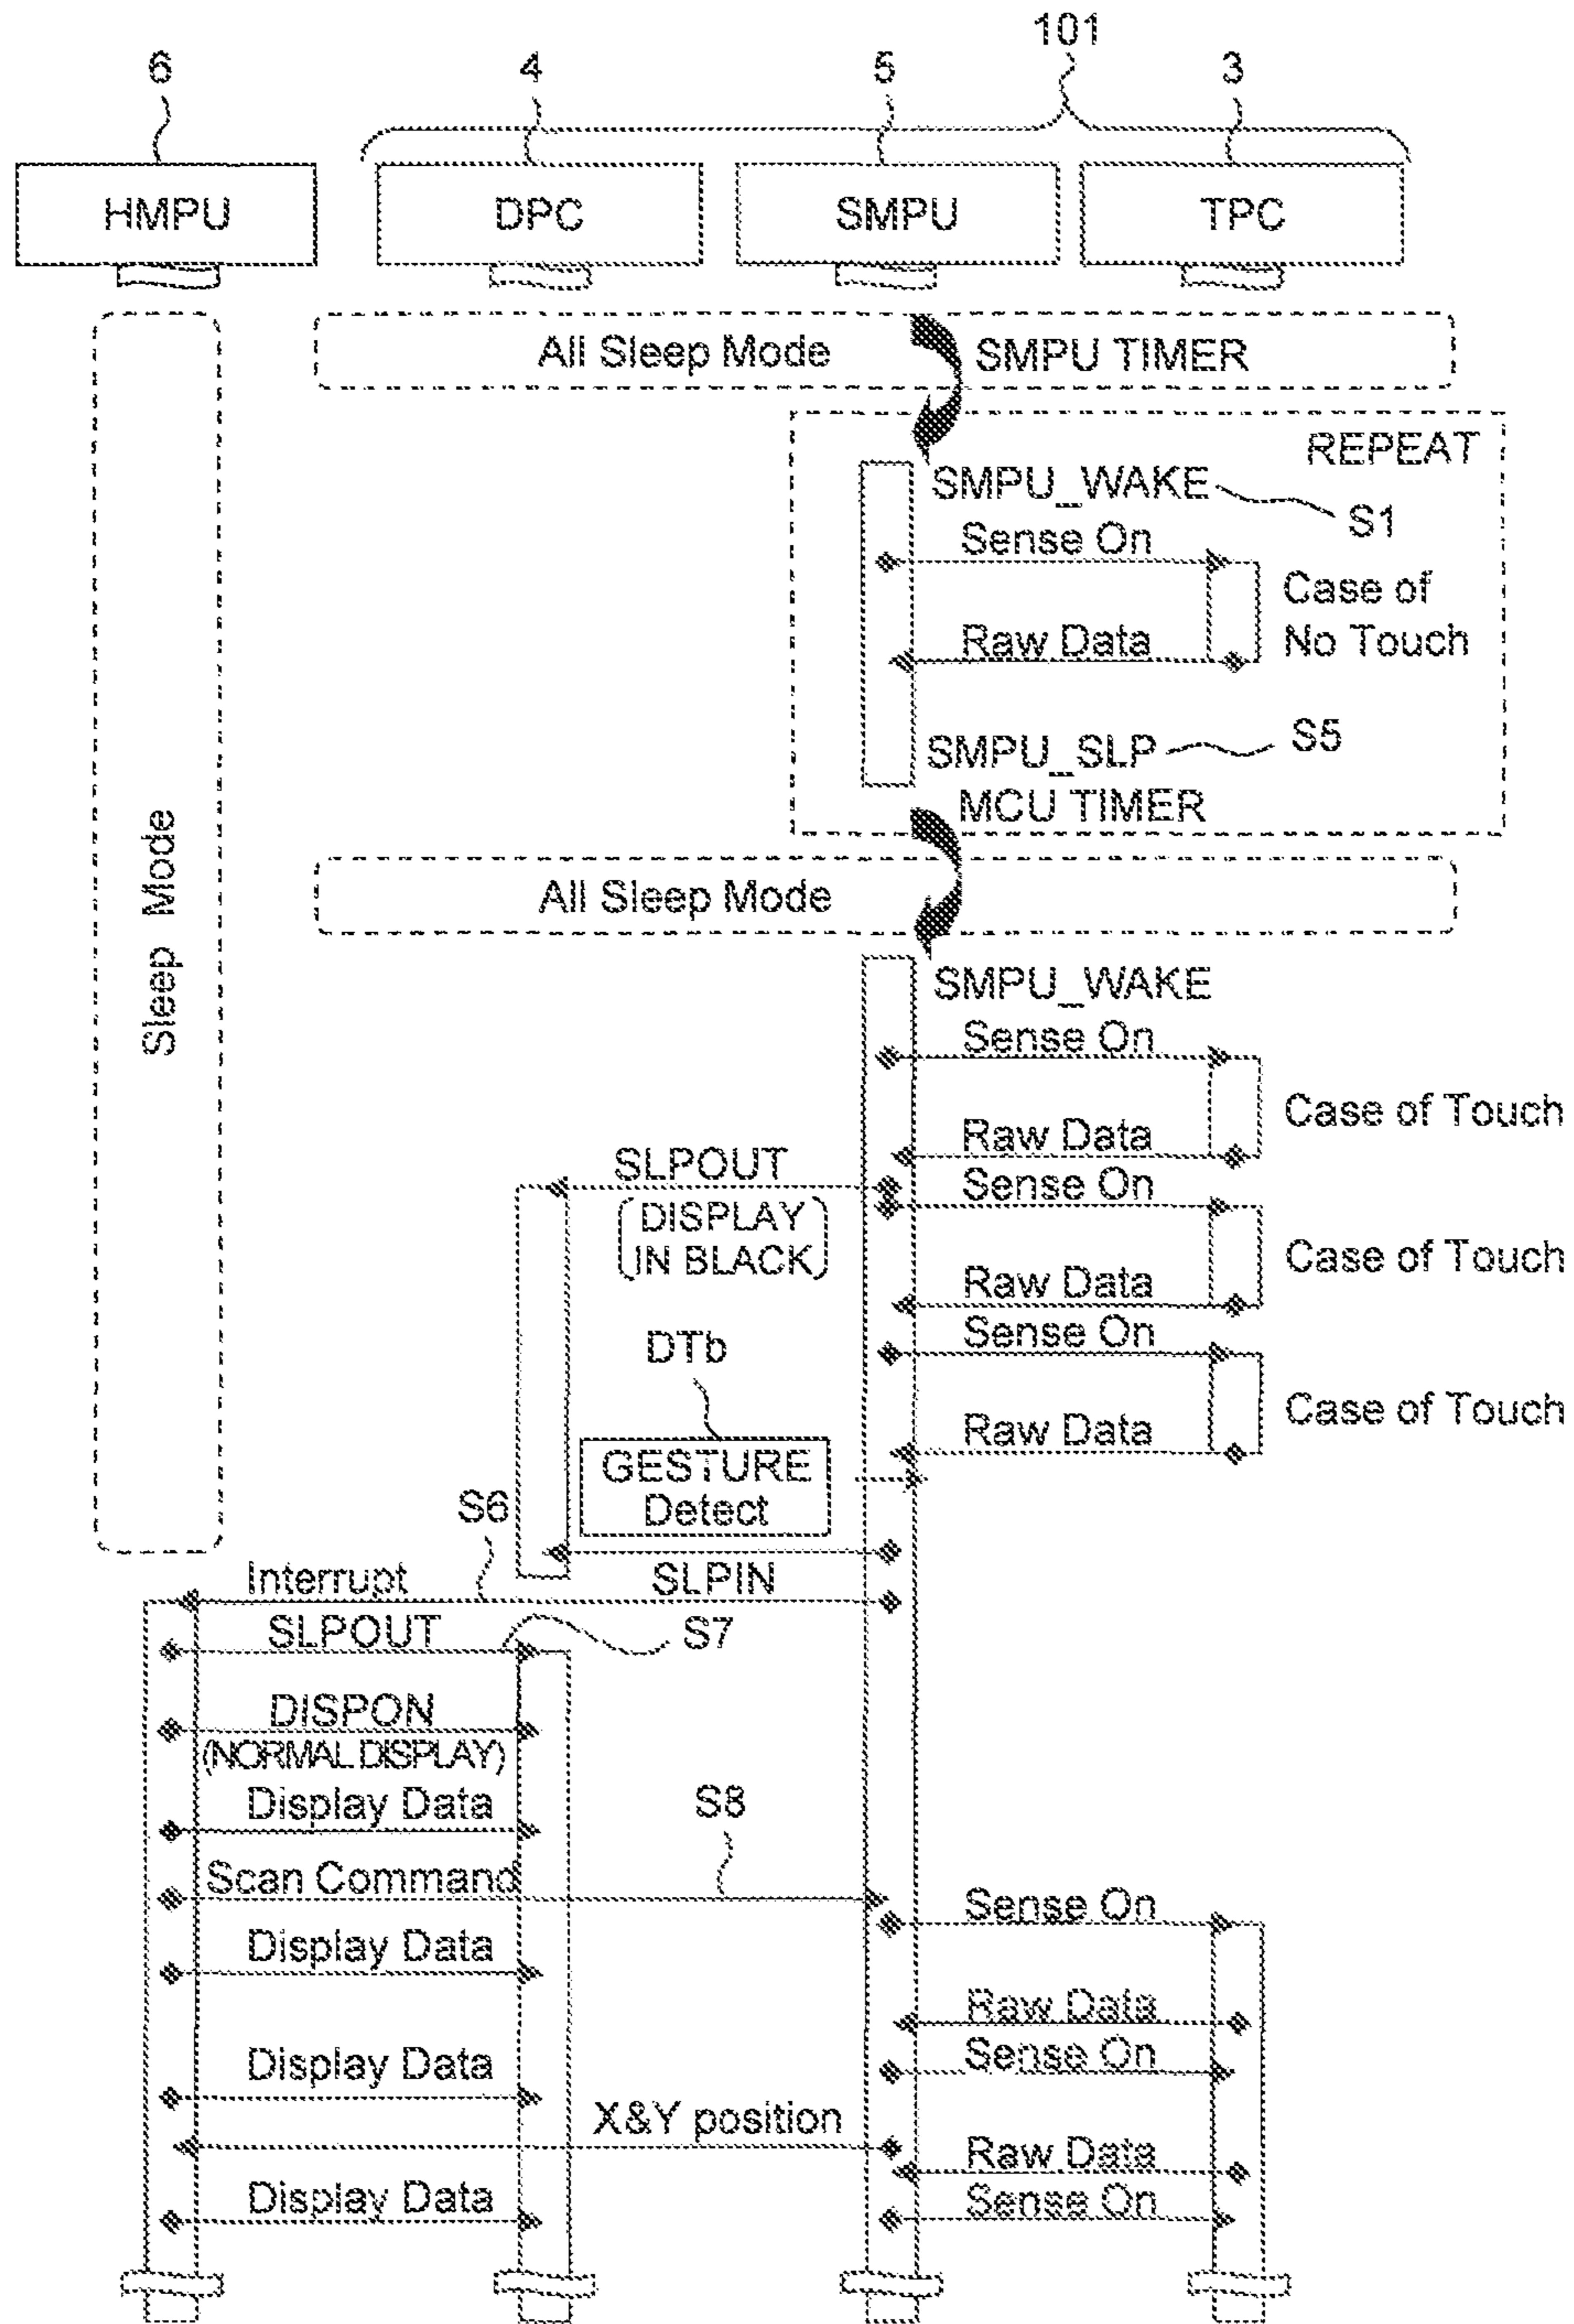 101
6
4
5
3
HMPU
DPC
SMPU
TPC
All Sleep Mode
SMPU TIMER
REPEAT
SMPU_WAKE
S1
Sense On
Case of
No Touch
Raw Data
SMPU_SLP
S5
MCU TIMER
Sleep Mode
All Sleep Mode
SMPU_WAKE
Sense On
Case of Touch
Raw Data
SLPOUT
Sense On
DISPLAY
IN BLACK
Case of Touch
Raw Data
Sense On
DTb
Case of Touch
Raw Data
GESTURE
Detect
S6
Interrupt
SLPIN
SLPOUT
S7
DISPON
(NORMAL DISPLAY)
Display Data
S8
Scan Command
Sense On
Display Data
Raw Data
Sense On
Display Data
X&Y position
Raw Data
Display Data
Sense On